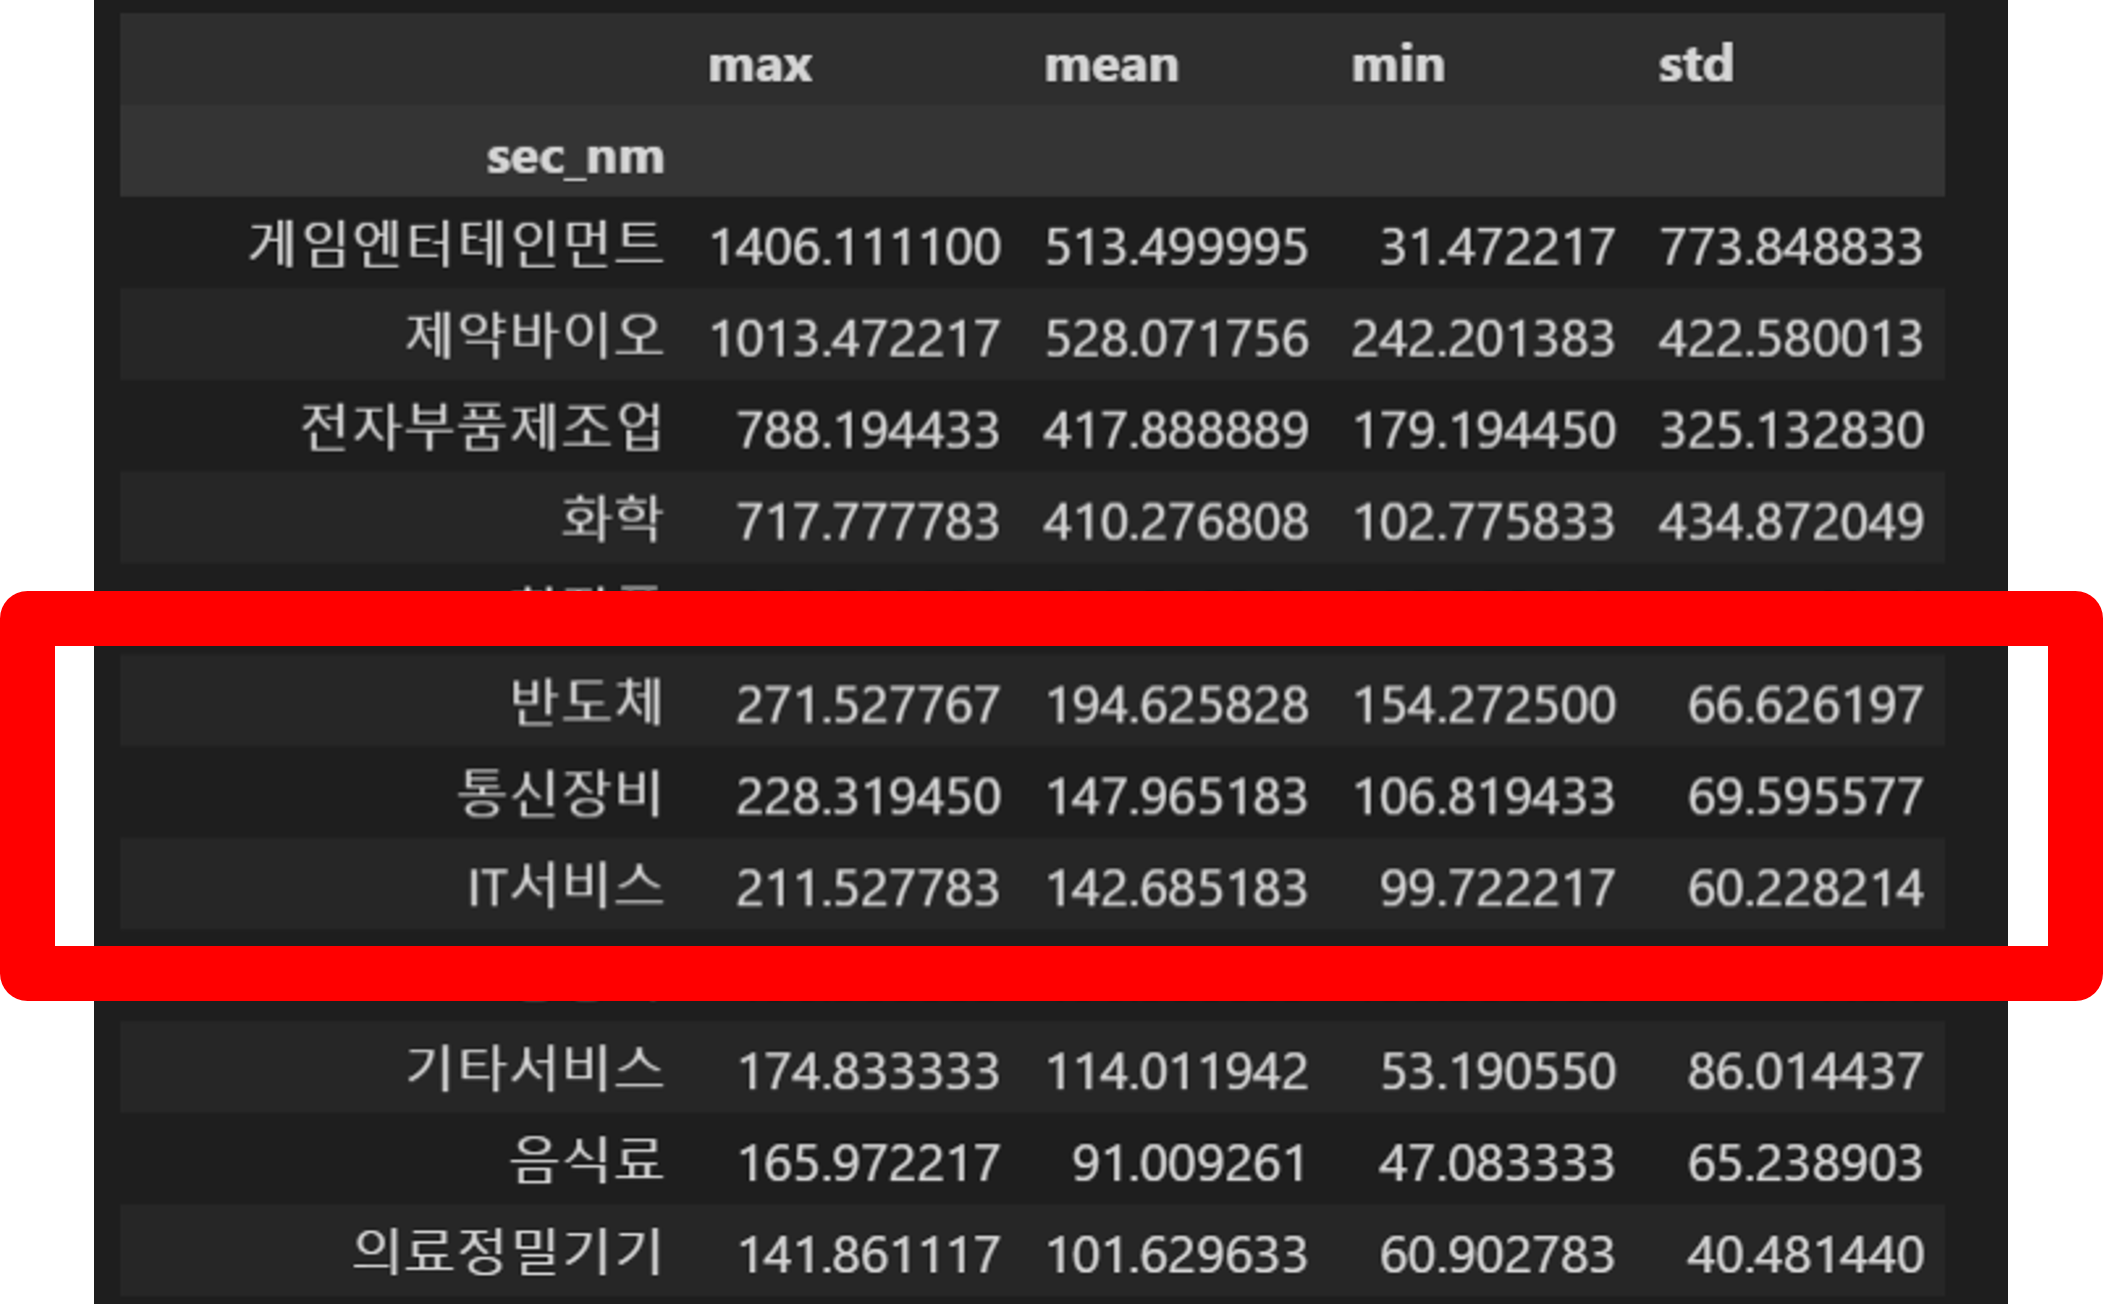 max mean min std
sec_nm
게임엔터테인먼트 1406.111100 513.499995 31.472217 773.848833
제약바이오 1013.472217 528.071756 242.201383 422.580013
전자부품제조업 788.194433 417.888889 179.194450 325.132830
화학 717.777783 410.276808 102.775833 434.872049
반도체 271.527767 194.625828 154.272500 66.626197
통신장비 228.319450 147.965183 106.819433 69.595577
IT서비스 211.527783 142.685183 99.722217 60.228214
기타서비스 174.833333 114.011942 53.190550 86.014437
음식료 165.972217 91.009261 47.083333 65.238903
의료정밀기기 141.861117 101.629633 60.902783 40.481440